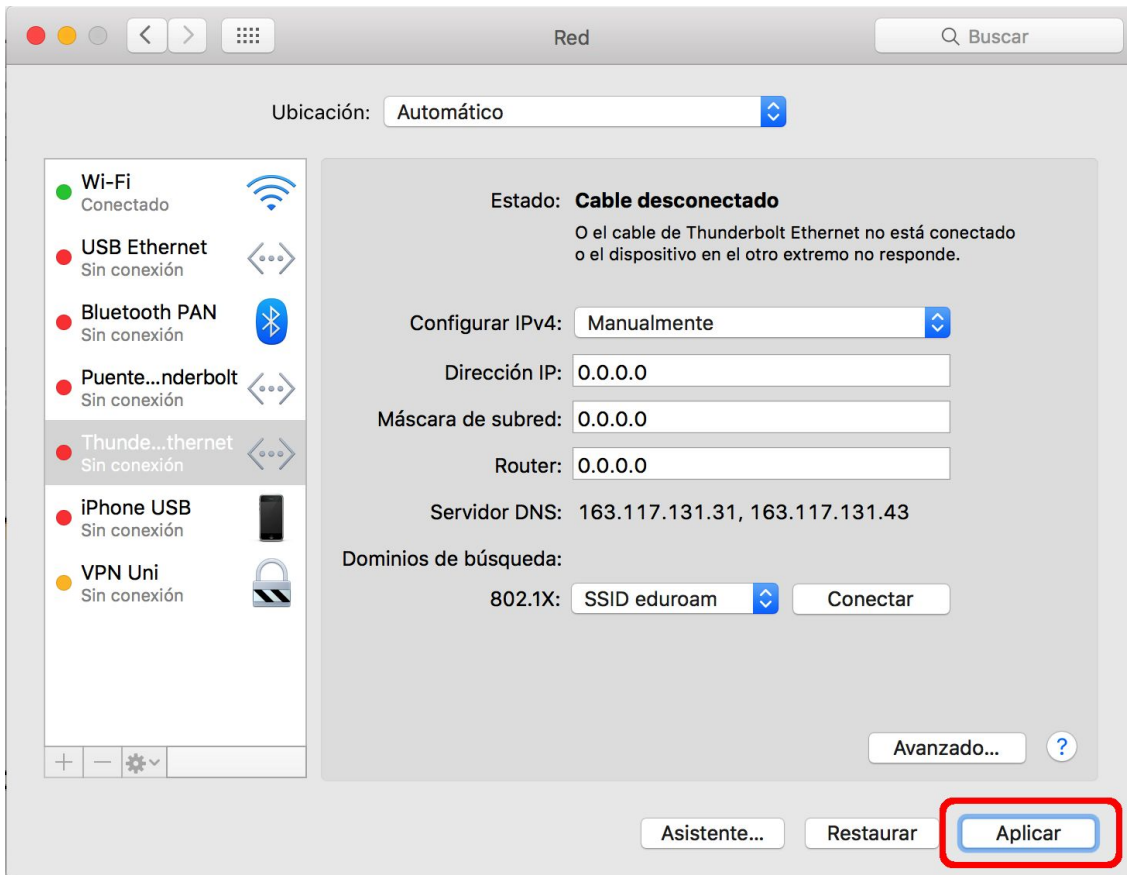 Red
Buscar
Ubicación: Automático
Wi-Fi
Conectado
USB Ethernet
Sin conexión
Bluetooth PAN
Sin conexión
Puente...nderbolt
Sin conexión
Thunde...thernet
Sin conexión
iPhone USB
Sin conexión
VPN Uni
Sin conexión
Estado: Cable desconectado
O el cable de Thunderbolt Ethernet no está conectado
o el dispositivo en el otro extremo no responde.
Configurar IPv4: Manualmente
Dirección IP: 0.0.0.0
Máscara de subred: 0.0.0.0
Router: 0.0.0.0
Servidor DNS: 163.117.131.31, 163.117.131.43
Dominios de búsqueda:
802.1X: SSID eduroam Conectar
Avanzado... ?
Asistente... Restaurar Aplicar